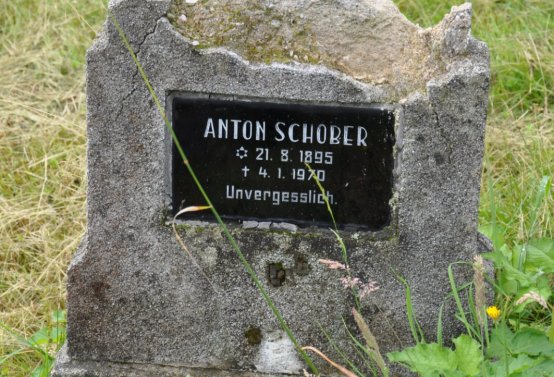 ANTON SCHOBER
✡ 21. 8. 1895
✝ 4. 1. 1970
Unvergesslich.